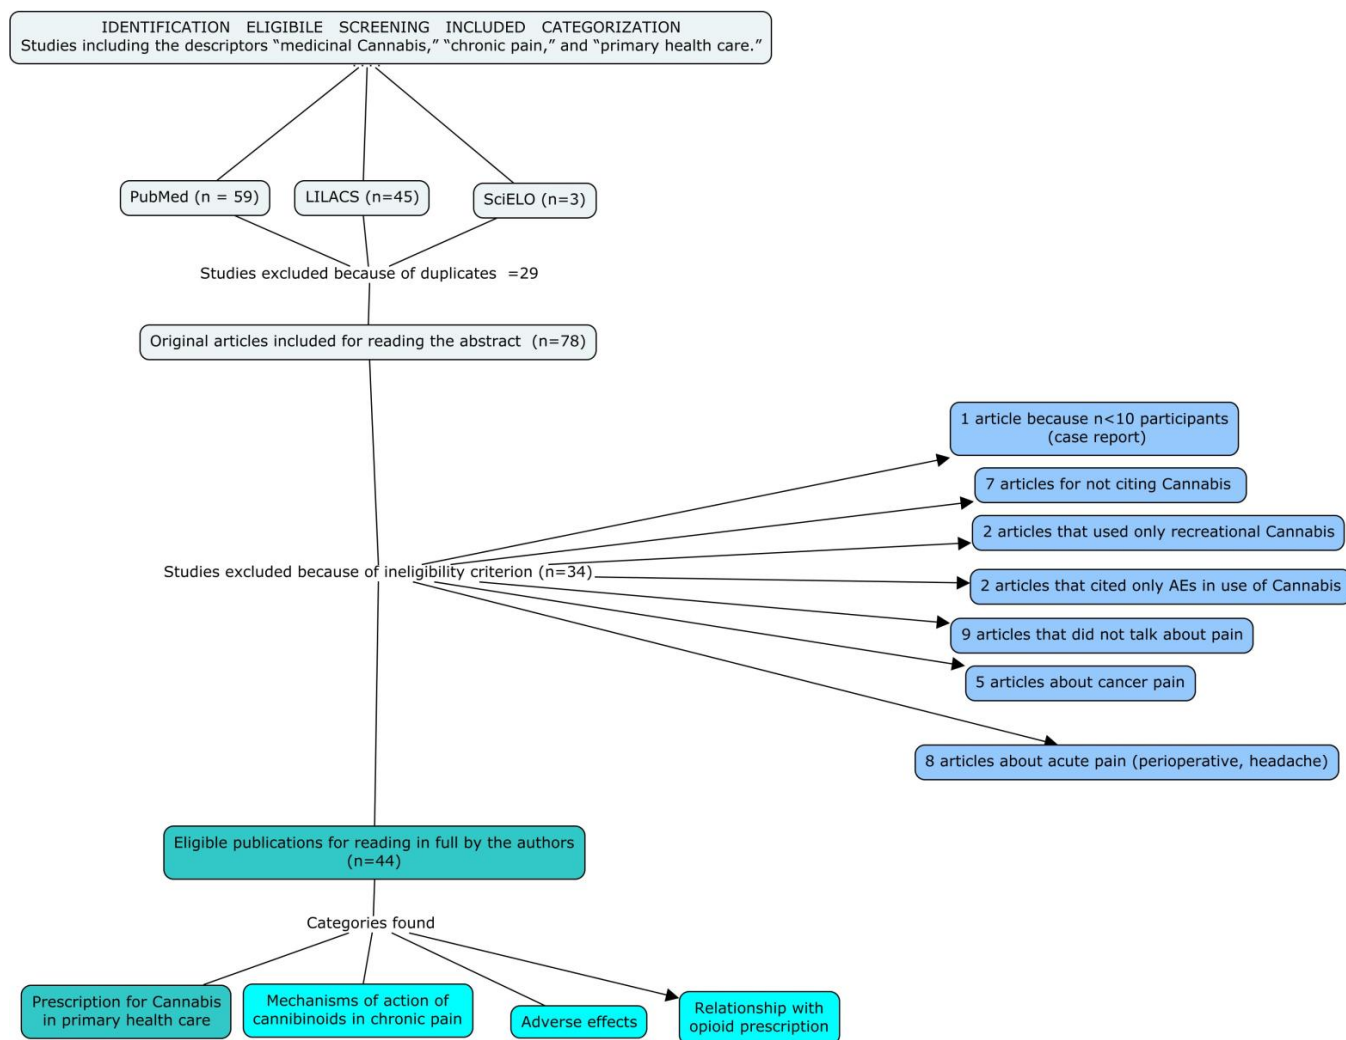 IDENTIFICATION ELIGIBILE SCREENING INCLUDED CATEGORIZATION
Studies including the descriptors “medicinal Cannabis,” “chronic pain,” and “primary health care.”
PubMed (n = 59)
LILACS (n=45)
SciELO (n=3)
Studies excluded because of duplicates =29
Original articles included for reading the abstract (n=78)
1 article because n<10 participants
(case report)
7 articles for not citing Cannabis
2 articles that used only recreational Cannabis
Studies excluded because of ineligibility criterion (n=34)
2 articles that cited only AEs in use of Cannabis
9 articles that did not talk about pain
5 articles about cancer pain
8 articles about acute pain (perioperative, headache)
Eligible publications for reading in full by the authors
(n=44)
Categories found
Prescription for Cannabis
in primary health care
Mechanisms of action of
cannibinoids in chronic pain
Adverse effects
Relationship with
opioid prescription